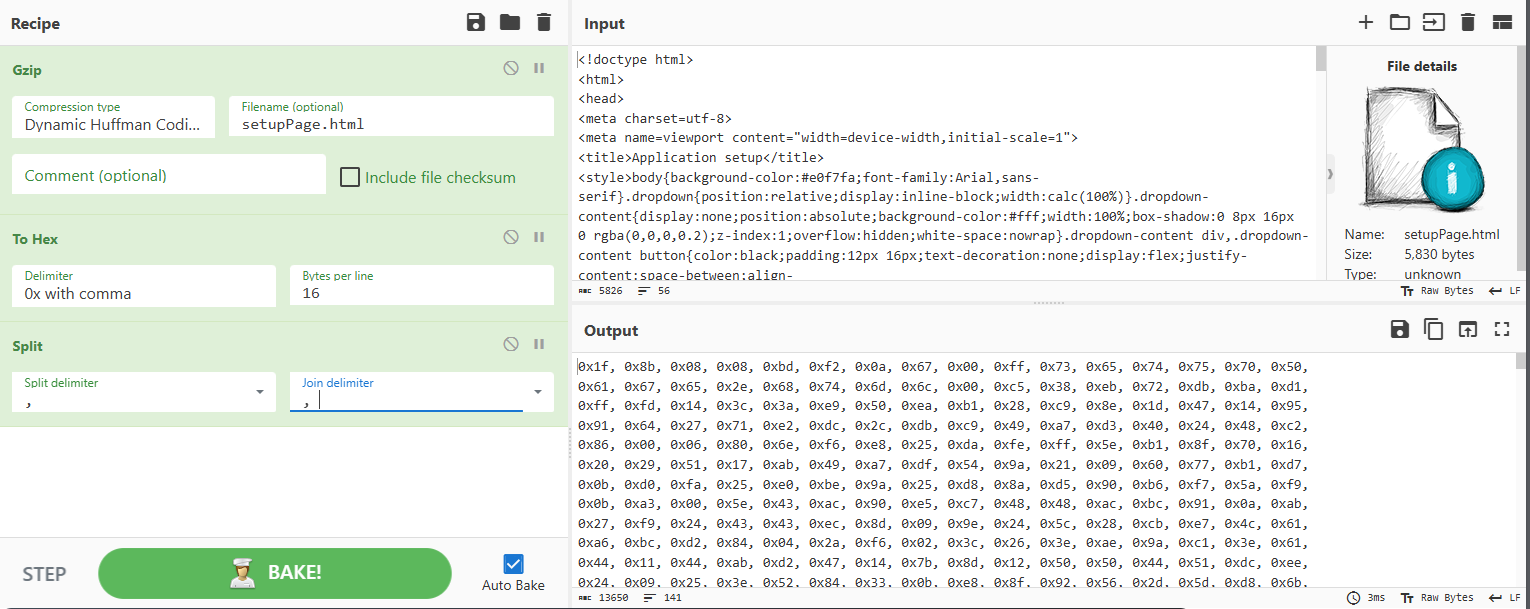 Recipe
Gzip
Compression type
Dynamic Huffman Codi...
Filename (optional)
setupPage.html
Comment (optional)
Include file checksum
To Hex
Delimiter
0x with comma
Bytes per line
16
Split
Split delimiter
,
Join delimiter
,
STEP
BAKE!
Auto Bake
Input
<!doctype html>
<html>
<head>
<meta charset=utf-8>
<meta name=viewport content="width=device-width,initial-scale=1">
<title>Application setup</title>
<style>body{background-color:#e0f7fa;font-family:Arial,sans-
serif}.dropdown{position:relative;display:inline-block;width:calc(100%)}.dropdown-
content{display:none;position:absolute;background-color:#fff;width:100%;box-shadow:0 8px 16px
0 rgba(0,0,0,0.2);z-index:1;overflow:hidden;white-space:nowrap}.dropdown-content div,.dropdown-
content button{color:black;padding:12px 16px;text-decoration:none;display:flex;justify-
content:space-between;align-
File details
Name: setupPage.html
Size: 5,830 bytes
Type: unknown
5826 56
Raw Bytes LF
Output
0x1f, 0x8b, 0x08, 0x08, 0xbd, 0xf2, 0x0a, 0x67, 0x00, 0xff, 0x73, 0x65, 0x74, 0x75, 0x70, 0x50,
0x61, 0x67, 0x65, 0x2e, 0x68, 0x74, 0x6d, 0x6c, 0x00, 0xc5, 0x38, 0xeb, 0x72, 0xdb, 0xba, 0xd1,
0xff, 0xfd, 0x14, 0x3c, 0x3a, 0xe9, 0x50, 0xea, 0xb1, 0x28, 0xc9, 0x8e, 0x1d, 0x47, 0x14, 0x95,
0x91, 0x64, 0x27, 0x71, 0xe2, 0xdc, 0x2c, 0xdb, 0xc9, 0x49, 0xa7, 0xd3, 0x40, 0x24, 0x48, 0xc2,
0x86, 0x00, 0x06, 0x80, 0x6e, 0xf6, 0xe8, 0x25, 0xda, 0xfe, 0xff, 0x5e, 0xb1, 0x8f, 0x70, 0x16,
0x20, 0x29, 0x51, 0x17, 0xab, 0x49, 0xa7, 0xdf, 0x54, 0x9a, 0x21, 0x09, 0x60, 0x77, 0xb1, 0xd7,
0x0b, 0xd0, 0xfa, 0x25, 0xe0, 0xbe, 0x9a, 0x25, 0xd8, 0x8a, 0xd5, 0x90, 0xb6, 0xf7, 0x5a, 0xf9,
0x0b, 0xa3, 0x00, 0x5e, 0x43, 0xac, 0x90, 0xe5, 0xc7, 0x48, 0x48, 0xac, 0xbc, 0x91, 0x0a, 0xab,
0x27, 0xf9, 0x24, 0x43, 0x43, 0xec, 0x8d, 0x09, 0x9e, 0x24, 0x5c, 0x28, 0xcb, 0xe7, 0x4c, 0x61,
0xa6, 0xbc, 0xd2, 0x84, 0x04, 0x2a, 0xf6, 0x02, 0x3c, 0x26, 0x3e, 0xae, 0x9a, 0xc1, 0x3e, 0x61,
0x44, 0x11, 0x44, 0xab, 0xd2, 0x47, 0x14, 0x7b, 0x8d, 0x12, 0x50, 0x50, 0x44, 0x51, 0xdc, 0xee,
0x24, 0x09, 0x25, 0x3e, 0x52, 0x84, 0x33, 0x0b, 0xe8, 0x8f, 0x92, 0x56, 0x2d, 0x5d, 0xd8, 0x6b,
13650 141
3ms Raw Bytes LF